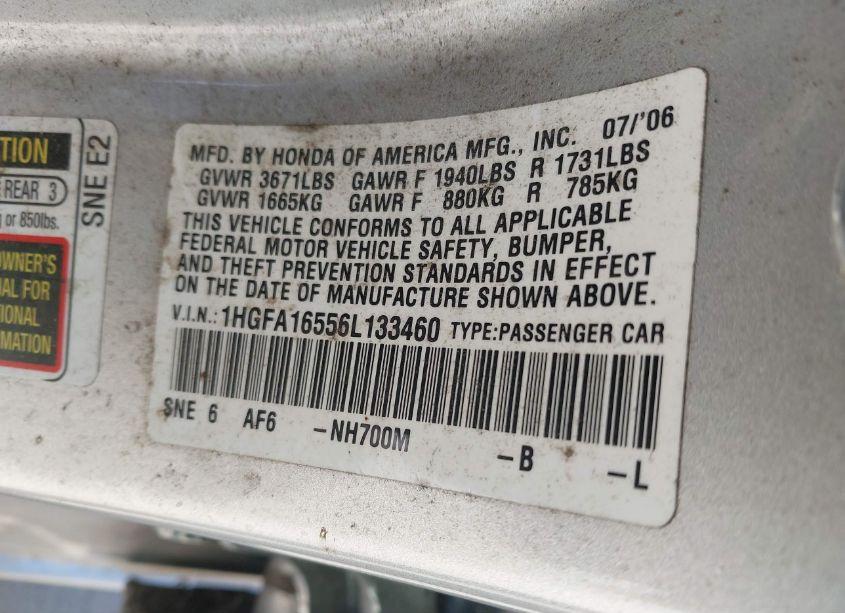 TION
REAR 3
or 850lbs.
OWNER'S
FOR
SNE E2
MFD. BY HONDA OF AMERICA MFG., INC. 07/'06
GVWR 3671LBS GAWR F 1940LBS R 1731LBS
GVWR 1665KG GAWR F 880KG R 785KG
THIS VEHICLE CONFORMS TO ALL APPLICABLE
FEDERAL MOTOR VEHICLE SAFETY, BUMPER,
AND THEFT PREVENTION STANDARDS IN EFFECT
ON THE DATE OF MANUFACTURE SHOWN ABOVE.
V.I.N.: 1HGFA16556L133460 TYPE:PASSENGER CAR
SNE 6 AF6 -NH700M -B -L